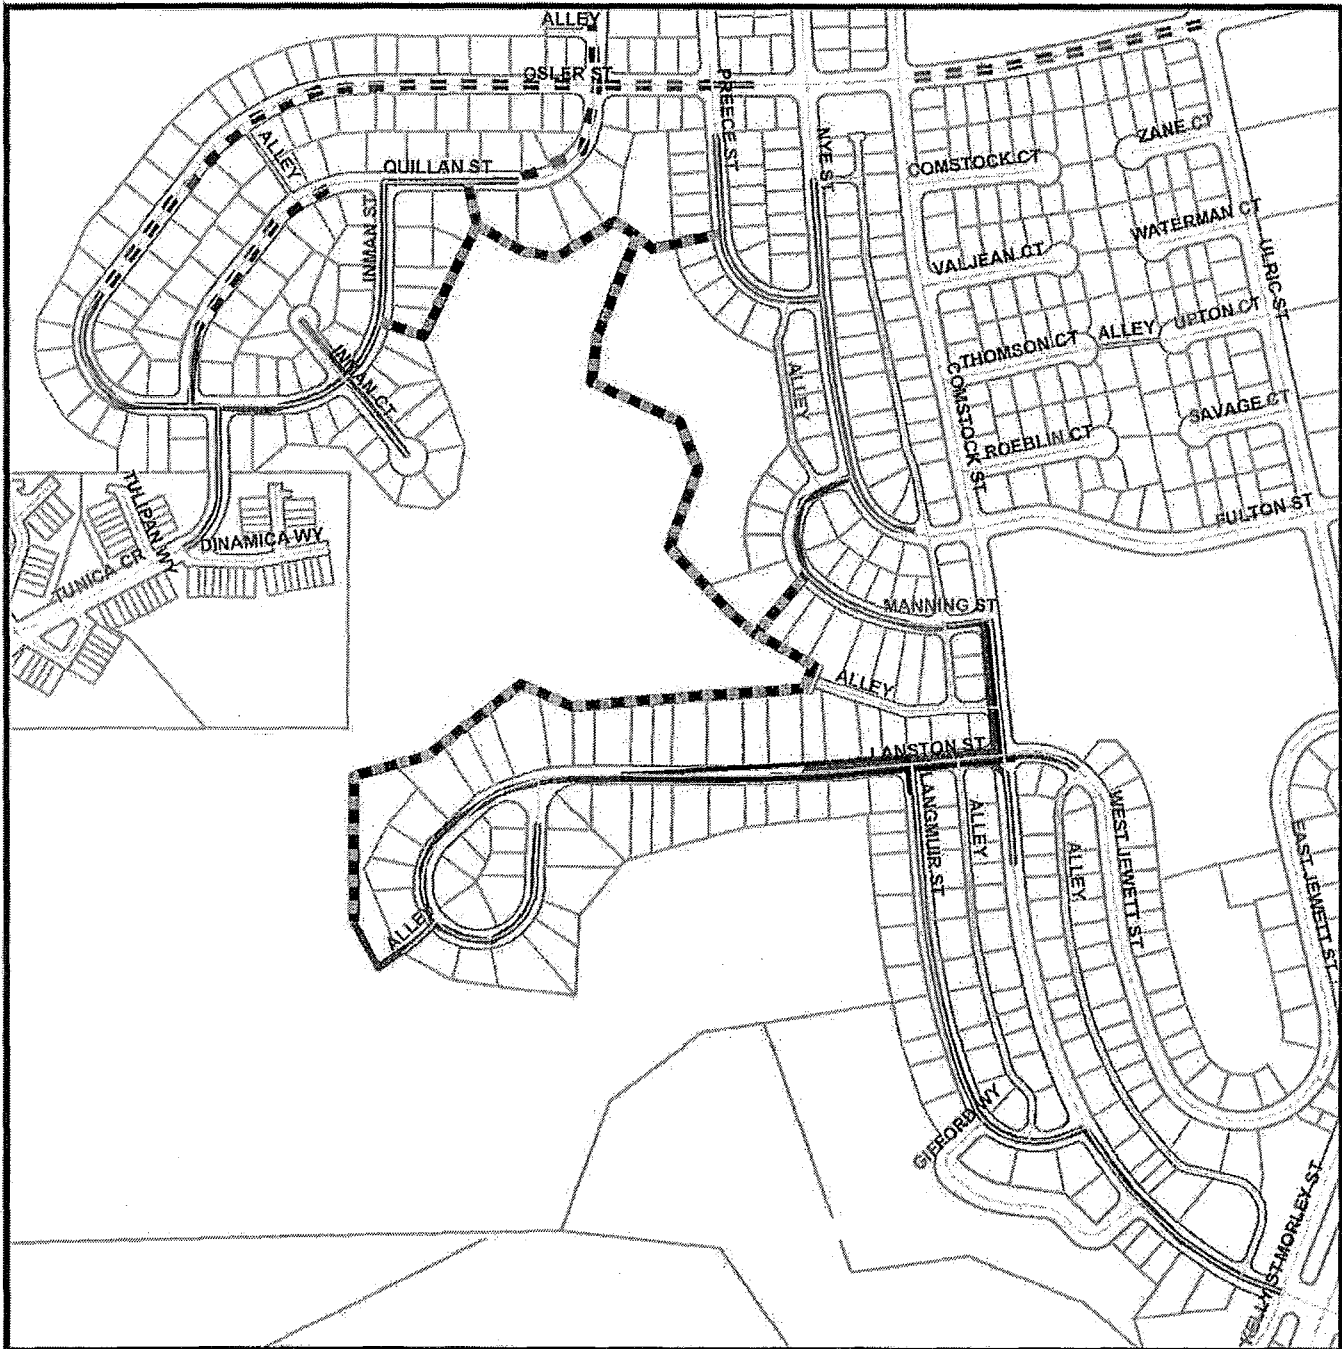 ALLEY
OSLER ST
PREECE ST
ALLEY
NYE ST
ZANE CT
QUILLAN ST
COMSTOCK CT
INMAN ST
WATERMAN CT
VALJEAN CT
ULRIC ST
UPTON CT
ALLEY
THOMSON CT
INMAN CT
ALLEY
COMSTOCK ST
SAVAGE CT
ROEBLIN CT
TULIPAN WY
FULTON ST
DINAMICA WY
TUNICA CR
MANNING ST
ALLEY
LANSTON ST
LANGMUIR ST
ALLEY
WEST JEWETT ST
ALLEY
EAST JEWETT ST
ALLEY
GIFFORD WY
MORLEY ST
KELLY ST